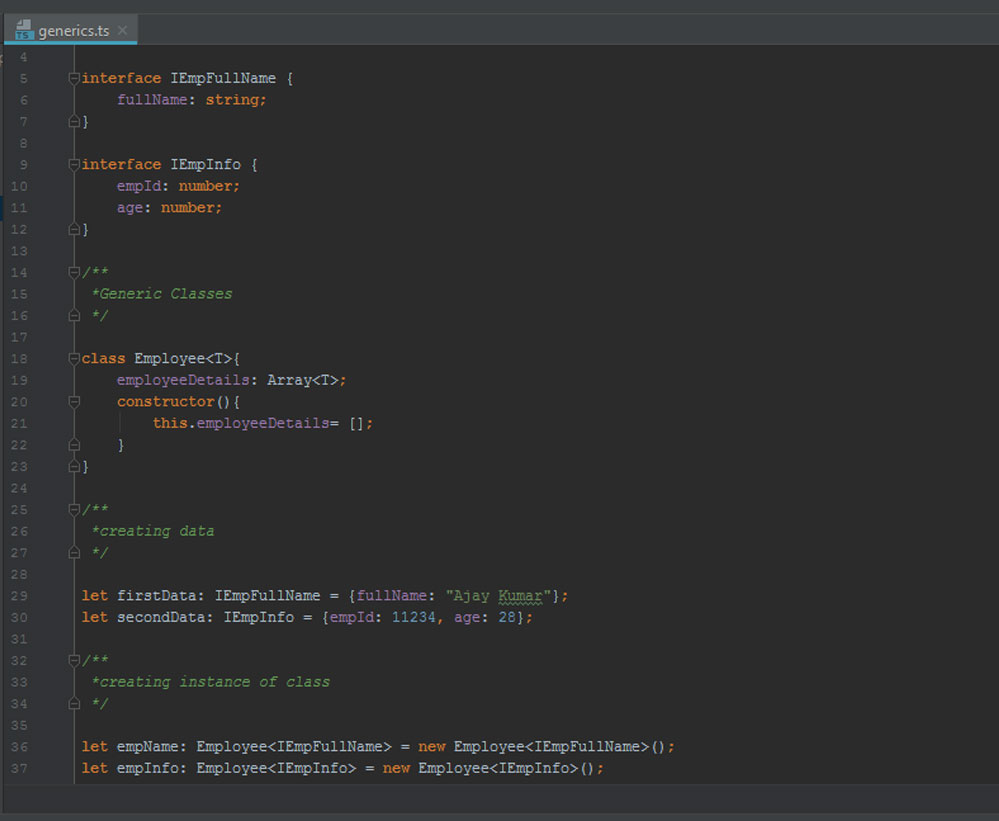 generics.ts
4
5 interface IEmpFullName {
6     fullName: string;
7 }
8
9 interface IEmpInfo {
10     empId: number;
11     age: number;
12 }
13
14 /**
15  *Generic Classes
16  */
17
18 class Employee<T>{
19     employeeDetails: Array<T>;
20     constructor(){
21         this.employeeDetails= [];
22     }
23 }
24
25 /**
26  *creating data
27  */
28
29 let firstData: IEmpFullName = {fullName: "Ajay Kumar"};
30 let secondData: IEmpInfo = {empId: 11234, age: 28};
31
32 /**
33  *creating instance of class
34  */
35
36 let empName: Employee<IEmpFullName> = new Employee<IEmpFullName>();
37 let empInfo: Employee<IEmpInfo> = new Employee<IEmpInfo>();